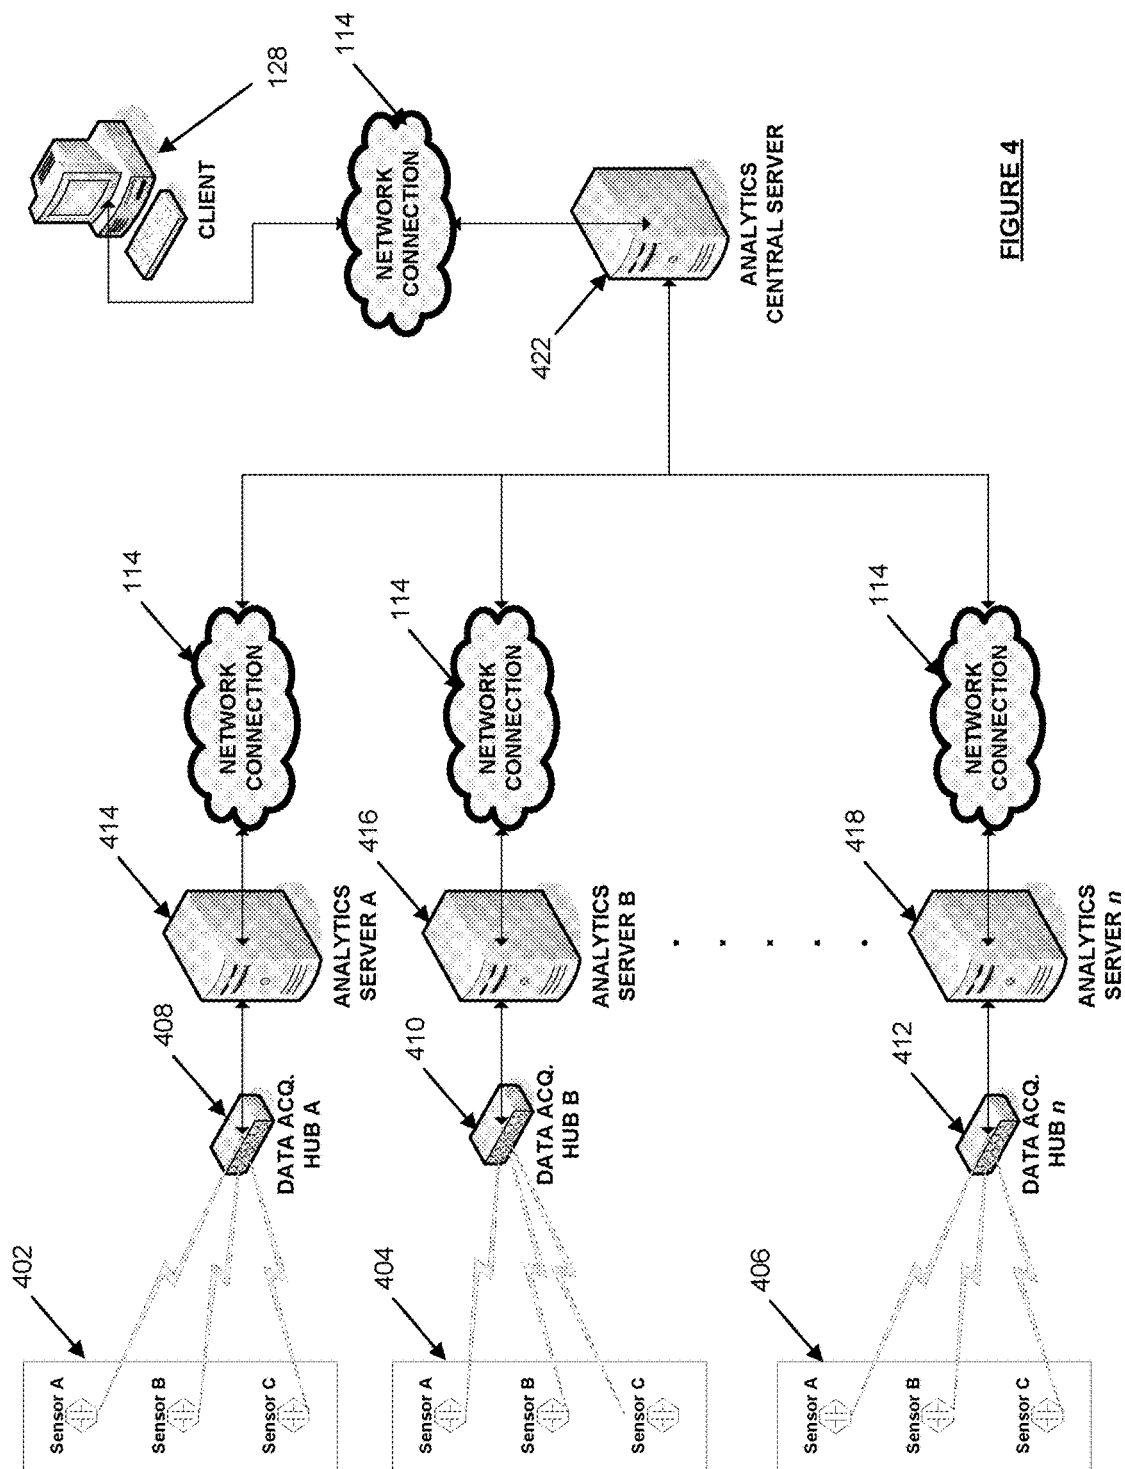 402
Sensor A
Sensor B
Sensor C
408
DATA ACQ.
HUB A
414
ANALYTICS
SERVER A
114
NETWORK
CONNECTION
128
CLIENT
114
NETWORK
CONNECTION
404
Sensor A
Sensor B
Sensor C
410
DATA ACQ.
HUB B
416
ANALYTICS
SERVER B
114
NETWORK
CONNECTION
422
ANALYTICS
CENTRAL SERVER
406
Sensor A
Sensor B
Sensor C
412
DATA ACQ.
HUB n
418
ANALYTICS
SERVER n
114
NETWORK
CONNECTION
FIGURE 4